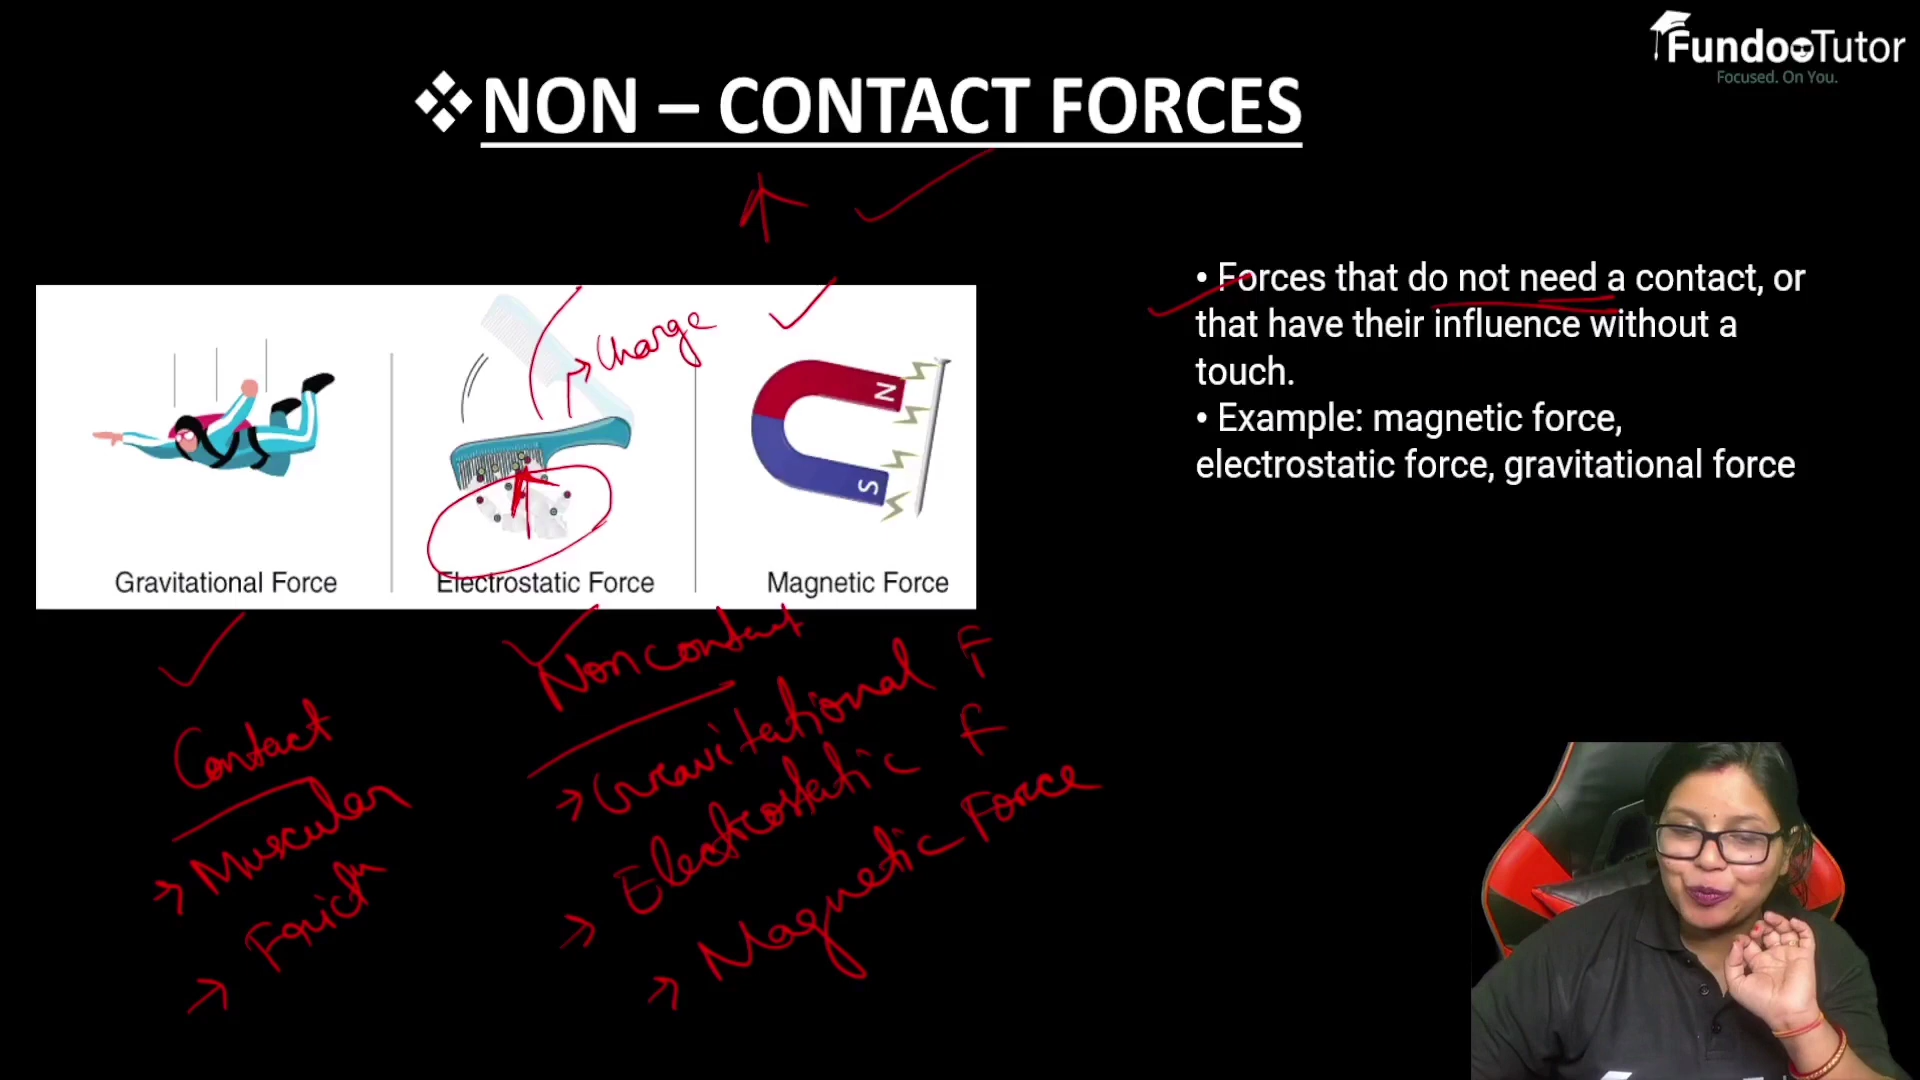 FundooTutor
Focused. On You.
❖NON – CONTACT FORCES
• Forces that do not need a contact, or
that have their influence without a
touch.
• Example: magnetic force,
electrostatic force, gravitational force
Charge
N
S
Gravitational Force
Electrostatic Force
Magnetic Force
Contact
→ Muscular
→
Non contact
→ Gravitational F
Electrostatic F
→
→ Magnetic Force